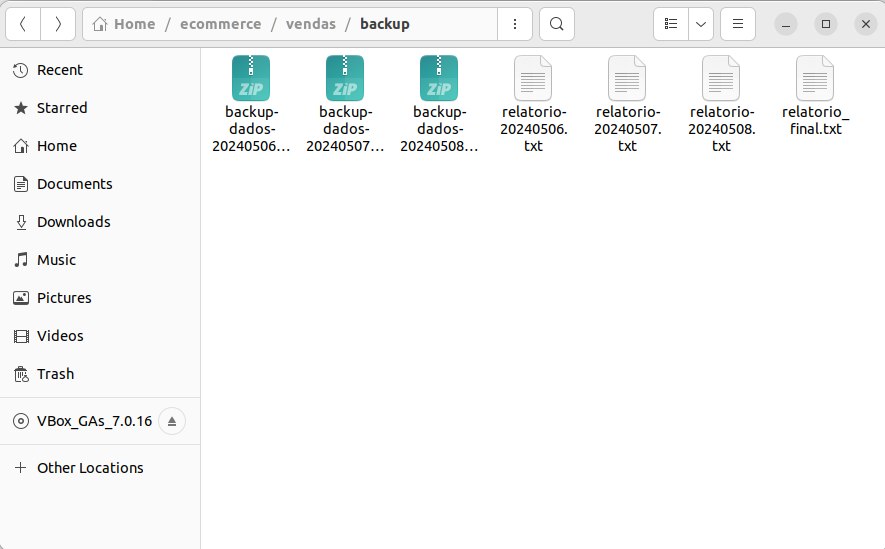 Home / ecommerce / vendas / backup
Recent
Starred
Home
Documents
Downloads
Music
Pictures
Videos
Trash
VBox_GAs_7.0.16
Other Locations
ZiP
backup-
dados-
20240506...
ZiP
backup-
dados-
20240507...
ZiP
backup-
dados-
20240508...
relatorio-
20240506.
txt
relatorio-
20240507.
txt
relatorio-
20240508.
txt
relatorio_
final.txt